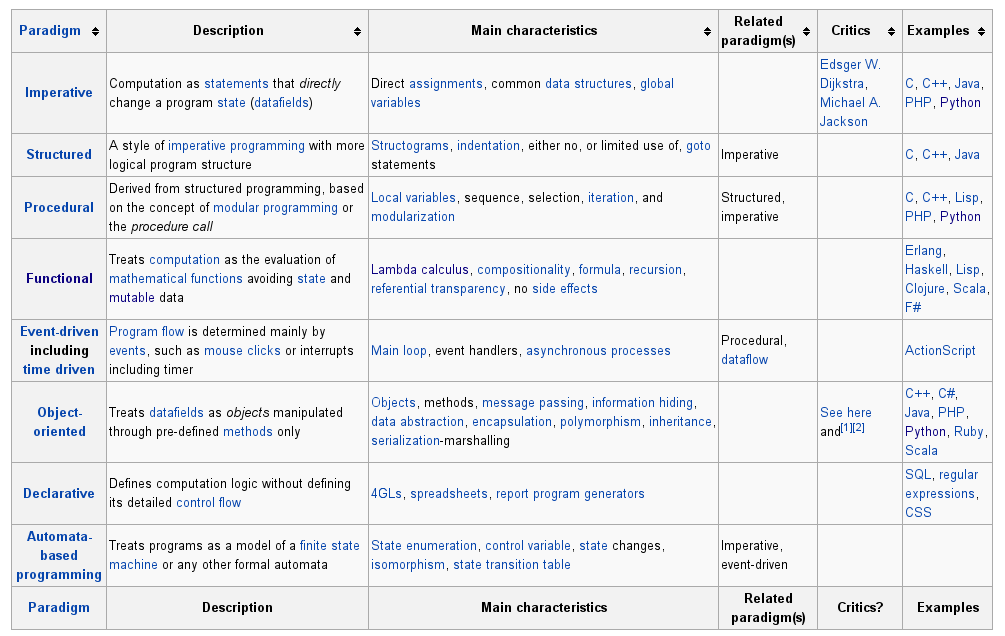 Paradigm
Description
Main characteristics
Related
paradigm(s)
Critics
Examples
Imperative
Computation as statements that directly
change a program state (datafields)
Direct assignments, common data structures, global
variables
Edsger W.
Dijkstra,
Michael A.
Jackson
C, C++, Java,
PHP, Python
Structured
A style of imperative programming with more
logical program structure
Structograms, indentation, either no, or limited use of, goto
statements
Imperative
C, C++, Java
Procedural
Derived from structured programming, based
on the concept of modular programming or
the procedure call
Local variables, sequence, selection, iteration, and
modularization
Structured,
imperative
C, C++, Lisp,
PHP, Python
Functional
Treats computation as the evaluation of
mathematical functions avoiding state and
mutable data
Lambda calculus, compositionality, formula, recursion,
referential transparency, no side effects
Erlang,
Haskell, Lisp,
Clojure, Scala,
F#
Event-driven
including
time driven
Program flow is determined mainly by
events, such as mouse clicks or interrupts
including timer
Main loop, event handlers, asynchronous processes
Procedural,
dataflow
ActionScript
Object-
oriented
Treats datafields as objects manipulated
through pre-defined methods only
Objects, methods, message passing, information hiding,
data abstraction, encapsulation, polymorphism, inheritance,
serialization-marshalling
See here
and[1][2]
C++, C#,
Java, PHP,
Python, Ruby,
Scala
Declarative
Defines computation logic without defining
its detailed control flow
4GLs, spreadsheets, report program generators
SQL, regular
expressions,
CSS
Automata-
based
programming
Treats programs as a model of a finite state
machine or any other formal automata
State enumeration, control variable, state changes,
isomorphism, state transition table
Imperative,
event-driven
Paradigm
Description
Main characteristics
Related
paradigm(s)
Critics?
Examples